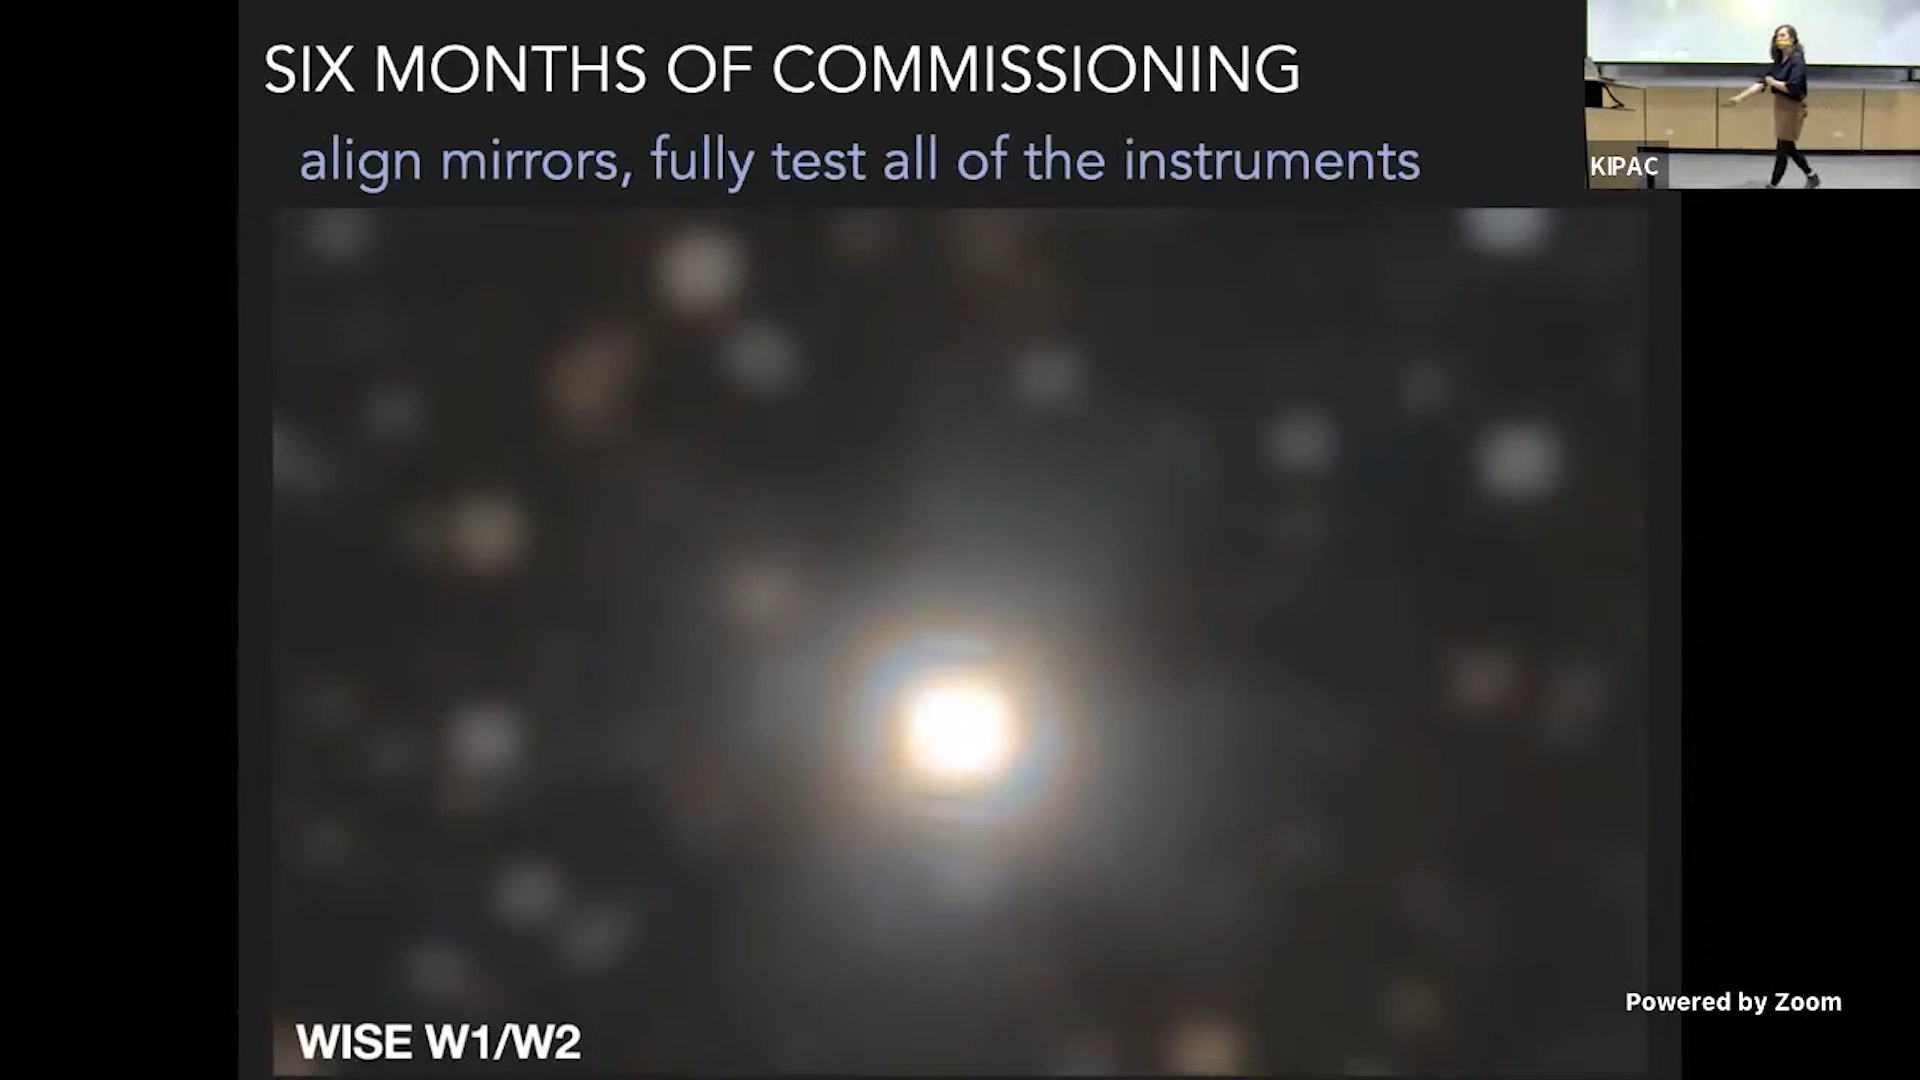 SIX MONTHS OF COMMISSIONING
align mirrors, fully test all of the instruments
KIPAC
WISE W1/W2
Powered by Zoom